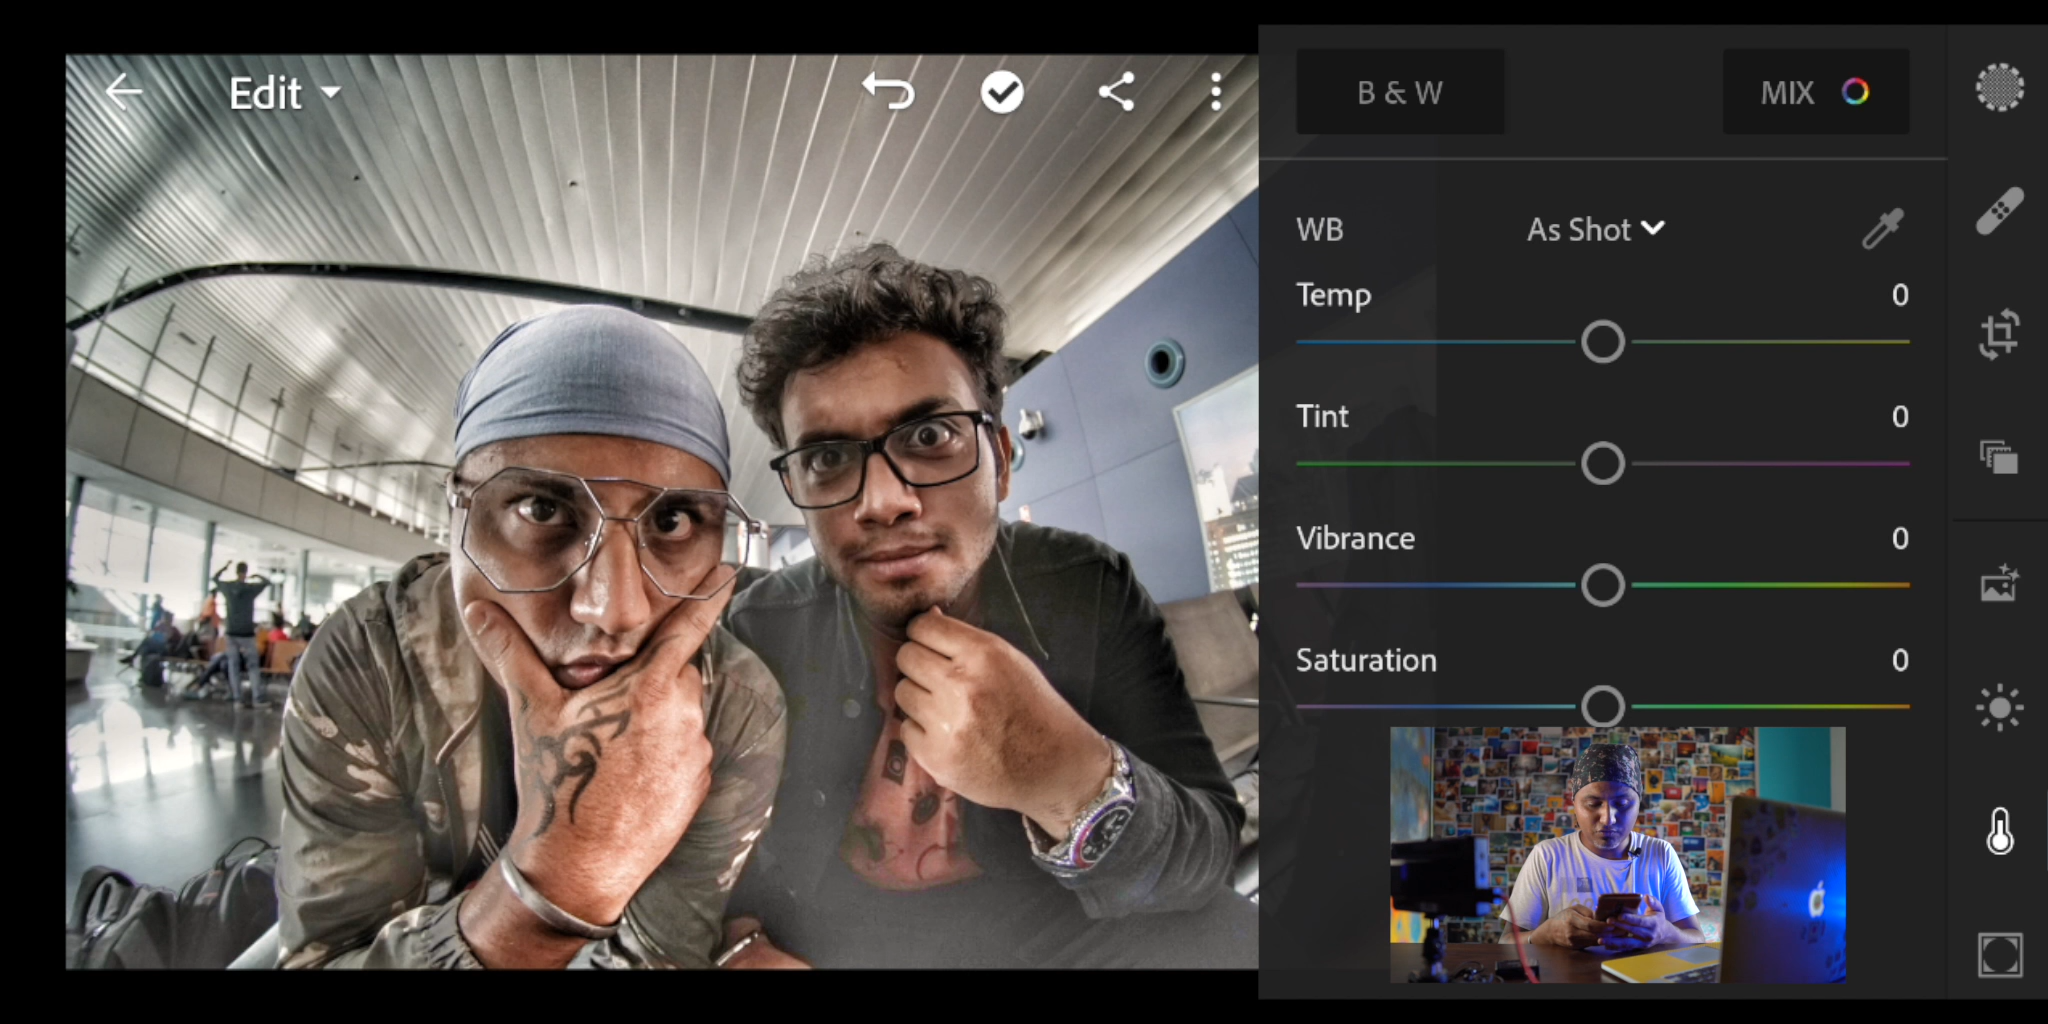 Edit
B & W
MIX
WB
As Shot
Temp
0
Tint
0
Vibrance
0
Saturation
0